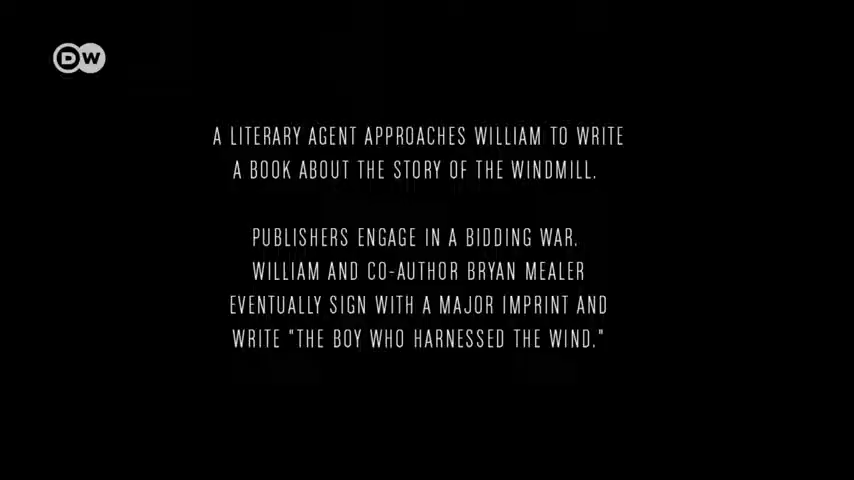 DW
A LITERARY AGENT APPROACHES WILLIAM TO WRITE
A BOOK ABOUT THE STORY OF THE WINDMILL.
PUBLISHERS ENGAGE IN A BIDDING WAR.
WILLIAM AND CO-AUTHOR BRYAN MEALER
EVENTUALLY SIGN WITH A MAJOR IMPRINT AND
WRITE "THE BOY WHO HARNESSED THE WIND."